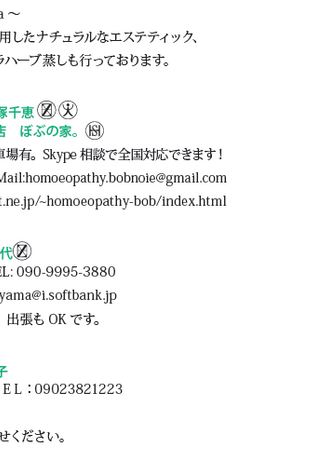 a ～
用したナチュラルなエステティック、
ラハーブ蒸しも行っております。
塚千恵
店　ぼぶの家。
車場有。Skype 相談で全国対応できます！
Mail:homoeopathy.bobnoie@gmail.com
t.ne.jp/~homoeopathy-bob/index.html
代
EL: 090-9995-3880
yama@i.softbank.jp
出張も OK です。
子
ＴＥＬ：09023821223
せください。